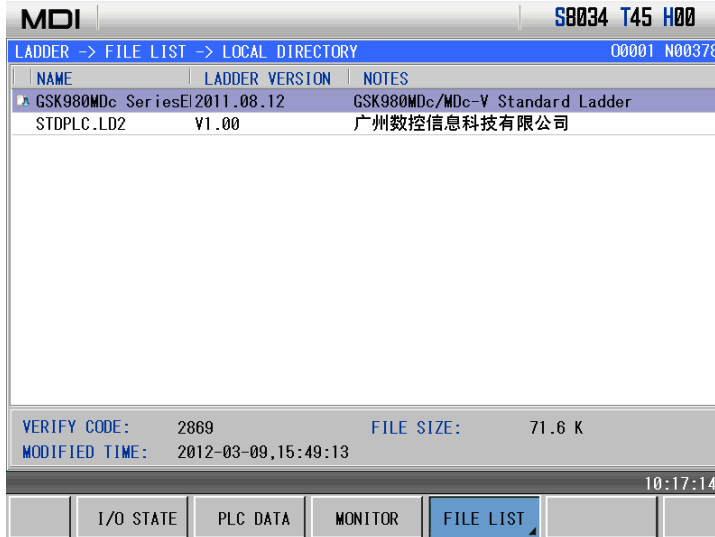 MDI S8034 T45 H00
LADDER -> FILE LIST -> LOCAL DIRECTORY O0001 N00378
NAME LADDER VERSION NOTES
GSK980MDc SeriesE 2011.08.12 GSK980MDc/MDc-V Standard Ladder
STDPLC.LD2 V1.00 广州数控信息科技有限公司
VERIFY CODE: 2869 FILE SIZE: 71.6 K
MODIFIED TIME: 2012-03-09,15:49:13
10:17:14
I/O STATE PLC DATA MONITOR FILE LIST